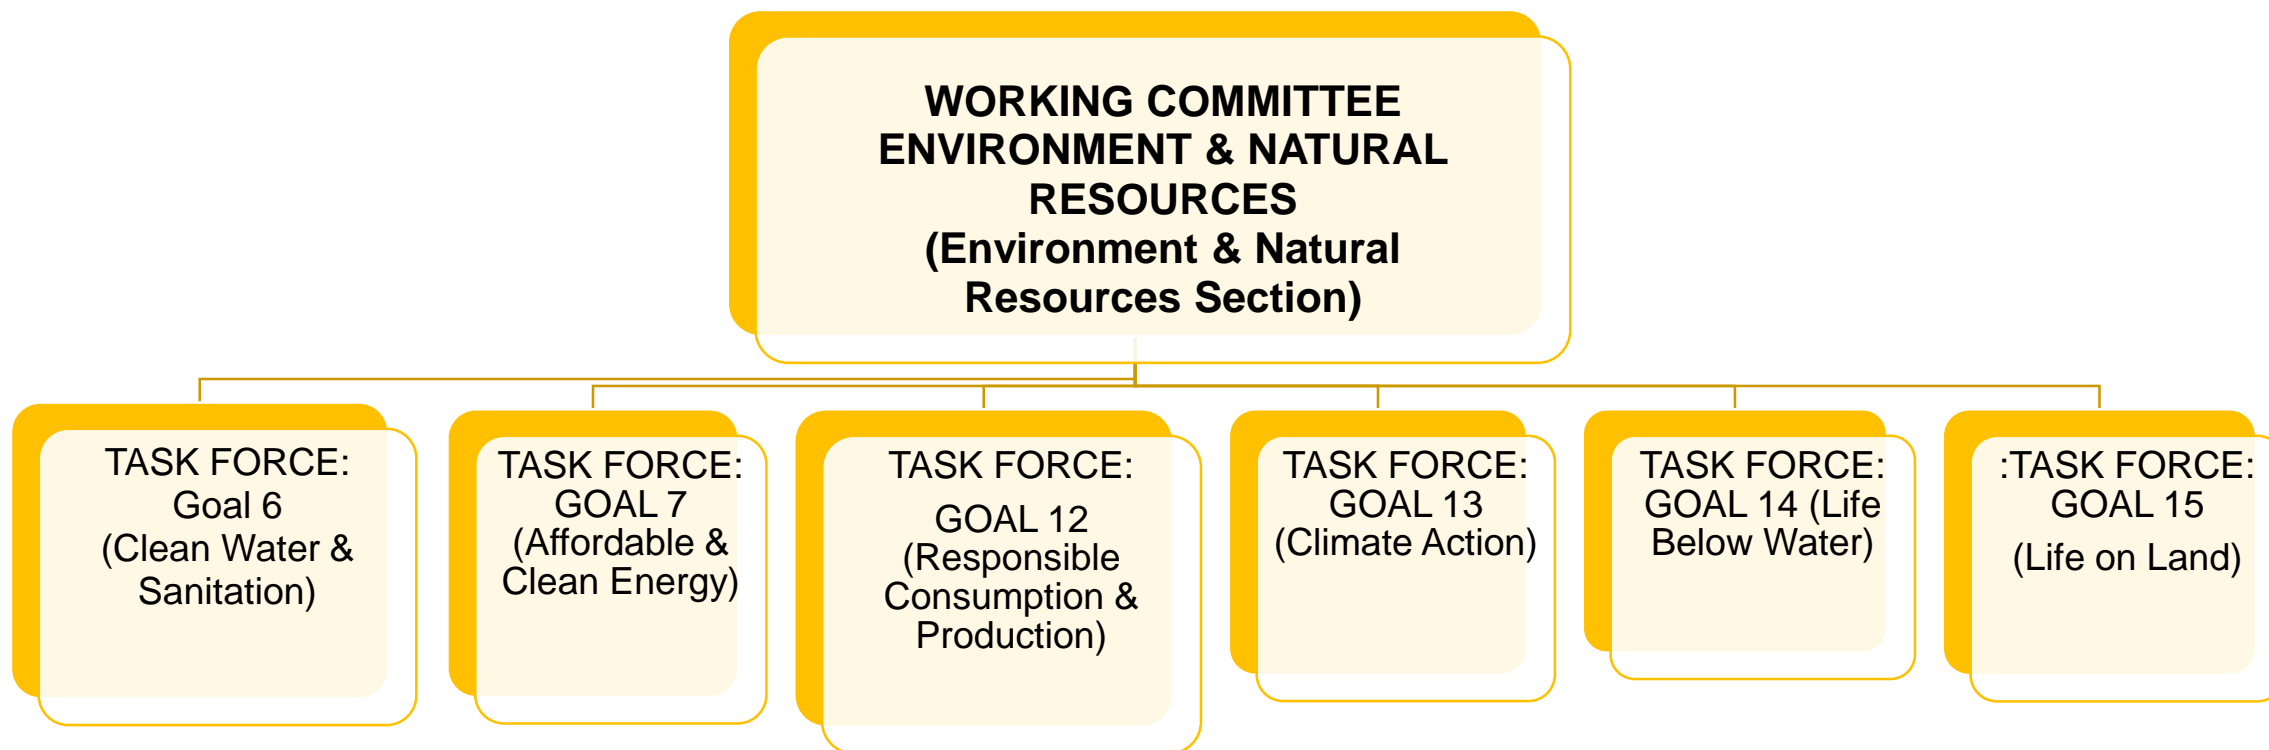 WORKING COMMITTEE
ENVIRONMENT & NATURAL
RESOURCES
(Environment & Natural
Resources Section)
TASK FORCE:
Goal 6
(Clean Water &
Sanitation)
TASK FORCE:
GOAL 7
(Affordable &
Clean Energy)
TASK FORCE:
GOAL 12
(Responsible
Consumption &
Production)
TASK FORCE:
GOAL 13
(Climate Action)
TASK FORCE:
GOAL 14 (Life
Below Water)
:TASK FORCE:
GOAL 15
(Life on Land)